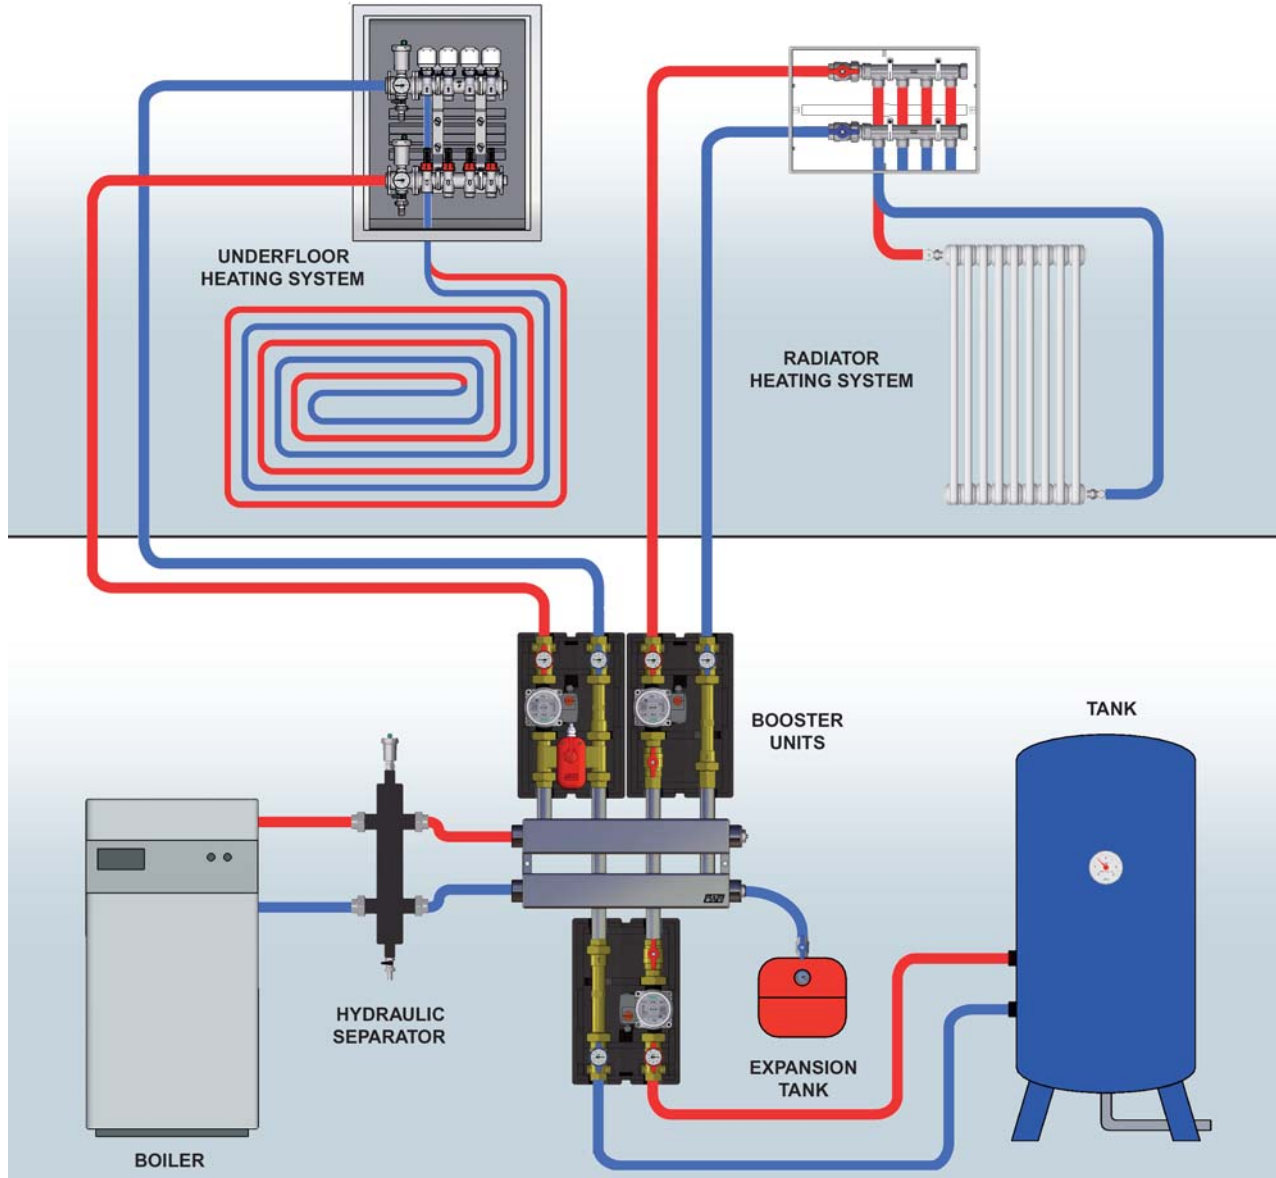 UNDERFLOOR
HEATING SYSTEM
RADIATOR
HEATING SYSTEM
BOOSTER
UNITS
TANK
HYDRAULIC
SEPARATOR
EXPANSION
TANK
BOILER